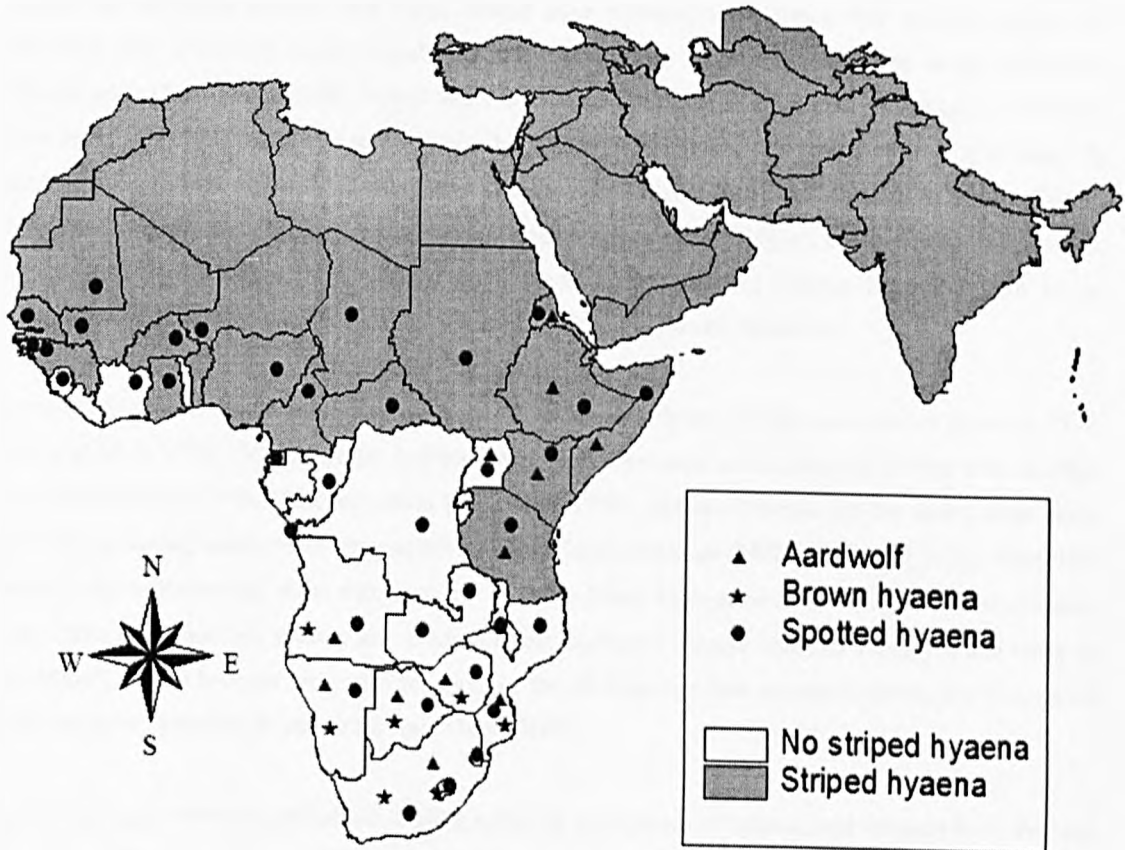 N
W E
S
Aardwolf
Brown hyaena
Spotted hyaena
No striped hyaena
Striped hyaena